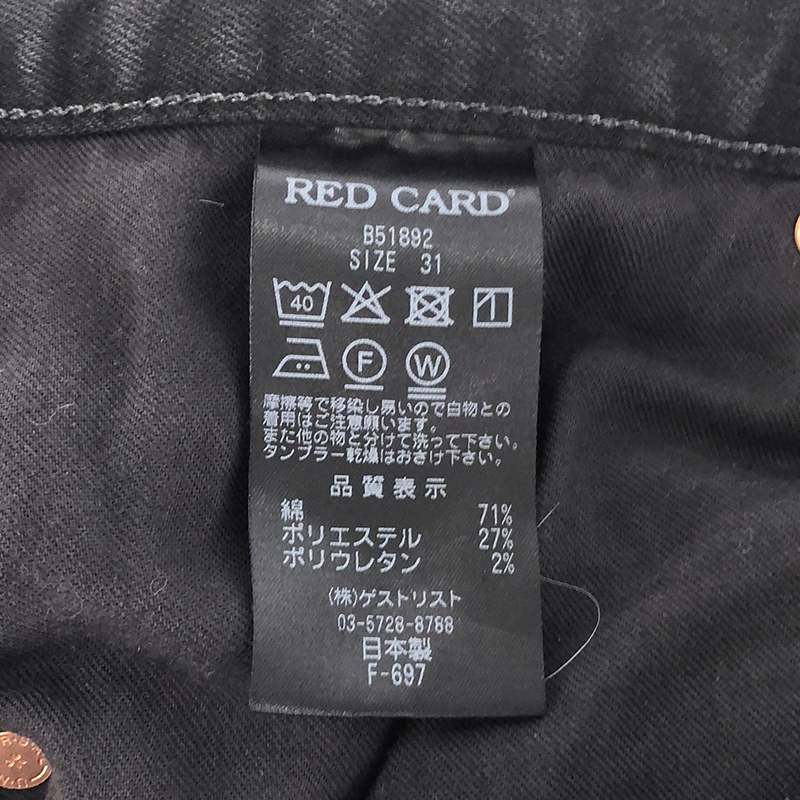 RED CARD®
B51892
SIZE 31
40
F W
摩擦等で移染し易いので白物との
着用はご注意願います。
また他の物と分けて洗って下さい。
タンブラー乾燥はおさけ下さい。
品質表示
綿 71%
ポリエステル 27%
ポリウレタン 2%
(株)ゲストリスト
03-5728-8788
日本製
F-697